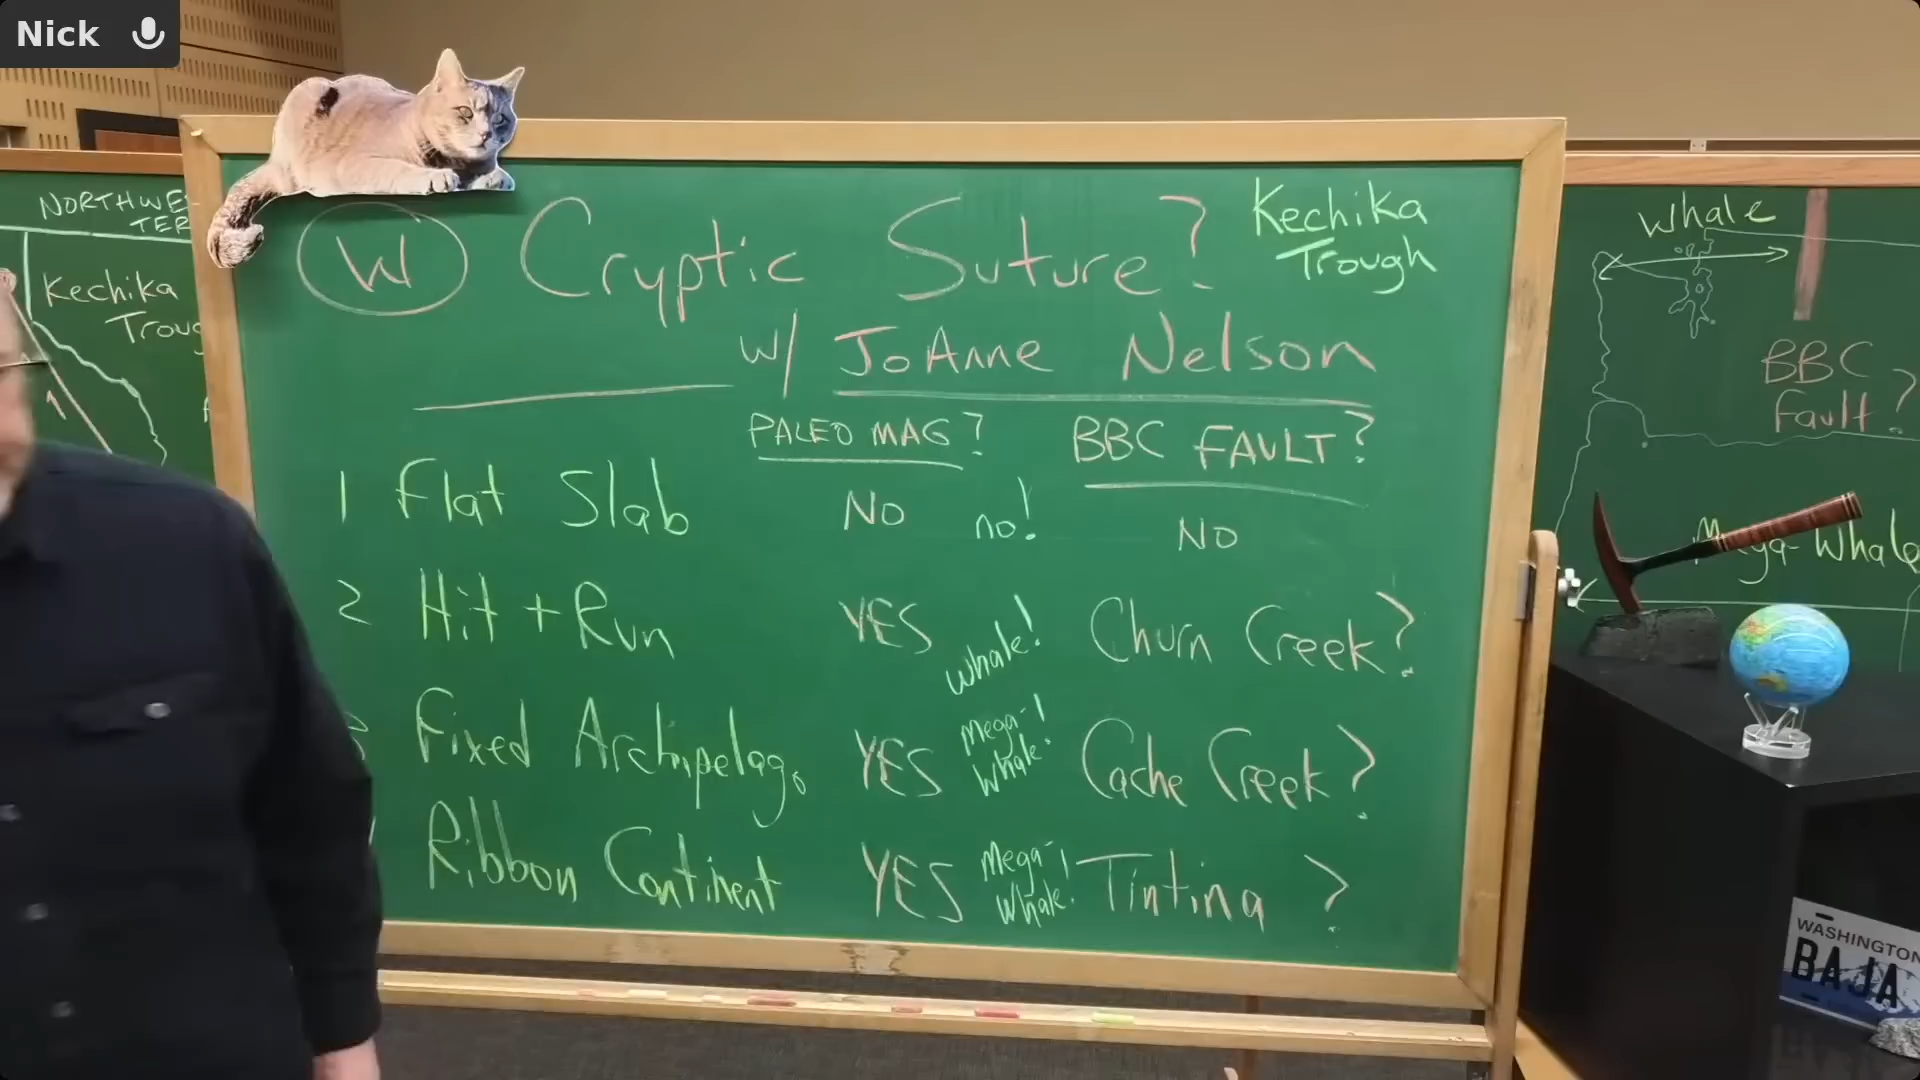 Nick
NORTHWE
TER
Kechika
Troug
W Cryptic Suture?
Kechika
Trough
w/ JoAnne Nelson
PALEO MAG? BBC FAULT?
1 Flat Slab NO no! NO
2 Hit + Run YES whale! Churn Creek?
3 Fixed Archipelago YES Mega-Whale! Cache Creek?
Ribbon Continent YES Mega-Whale! Tintina ?
Whale
BBC
Fault?
Mega-Whale
WASHINGTON
BAJA